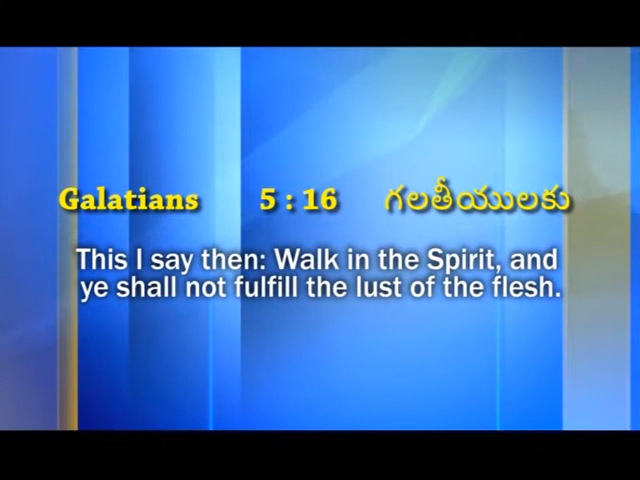 Galatians 5 : 16 గలతీయులకు
This I say then: Walk in the Spirit, and
ye shall not fulfill the lust of the flesh.